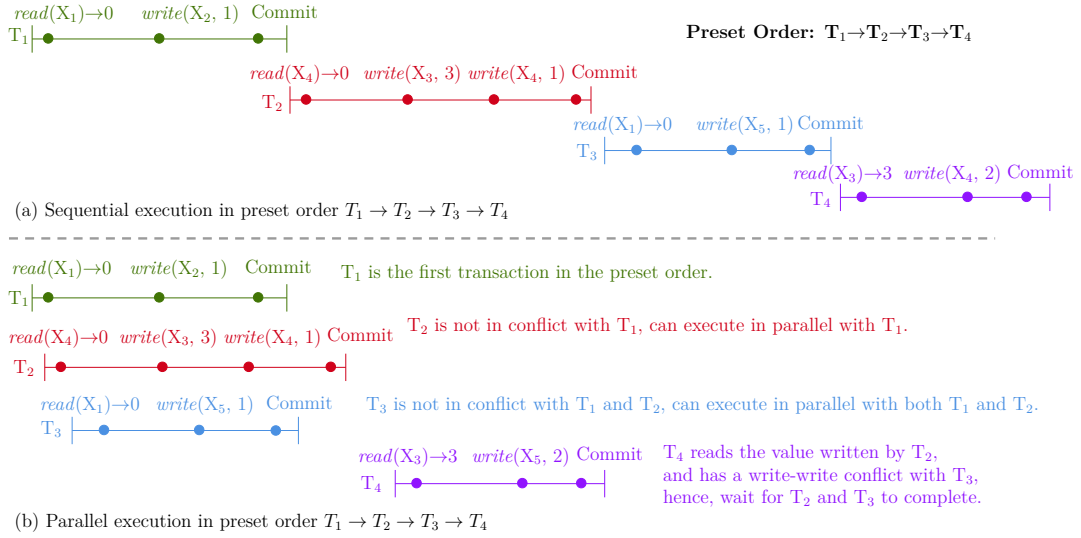 read(X₁)→0 write(X₂, 1) Commit
T₁
Preset Order: T₁→T₂→T₃→T₄
read(X₄)→0 write(X₃, 3) write(X₄, 1) Commit
T₂
read(X₁)→0 write(X₅, 1) Commit
T₃
read(X₃)→3 write(X₄, 2) Commit
T₄
(a) Sequential execution in preset order T₁ → T₂ → T₃ → T₄
read(X₁)→0 write(X₂, 1) Commit
T₁
T₁ is the first transaction in the preset order.
read(X₄)→0 write(X₃, 3) write(X₄, 1) Commit
T₂
T₂ is not in conflict with T₁, can execute in parallel with T₁.
read(X₁)→0 write(X₅, 1) Commit
T₃
T₃ is not in conflict with T₁ and T₂, can execute in parallel with both T₁ and T₂.
read(X₃)→3 write(X₅, 2) Commit
T₄
T₄ reads the value written by T₂,
and has a write-write conflict with T₃,
hence, wait for T₂ and T₃ to complete.
(b) Parallel execution in preset order T₁ → T₂ → T₃ → T₄